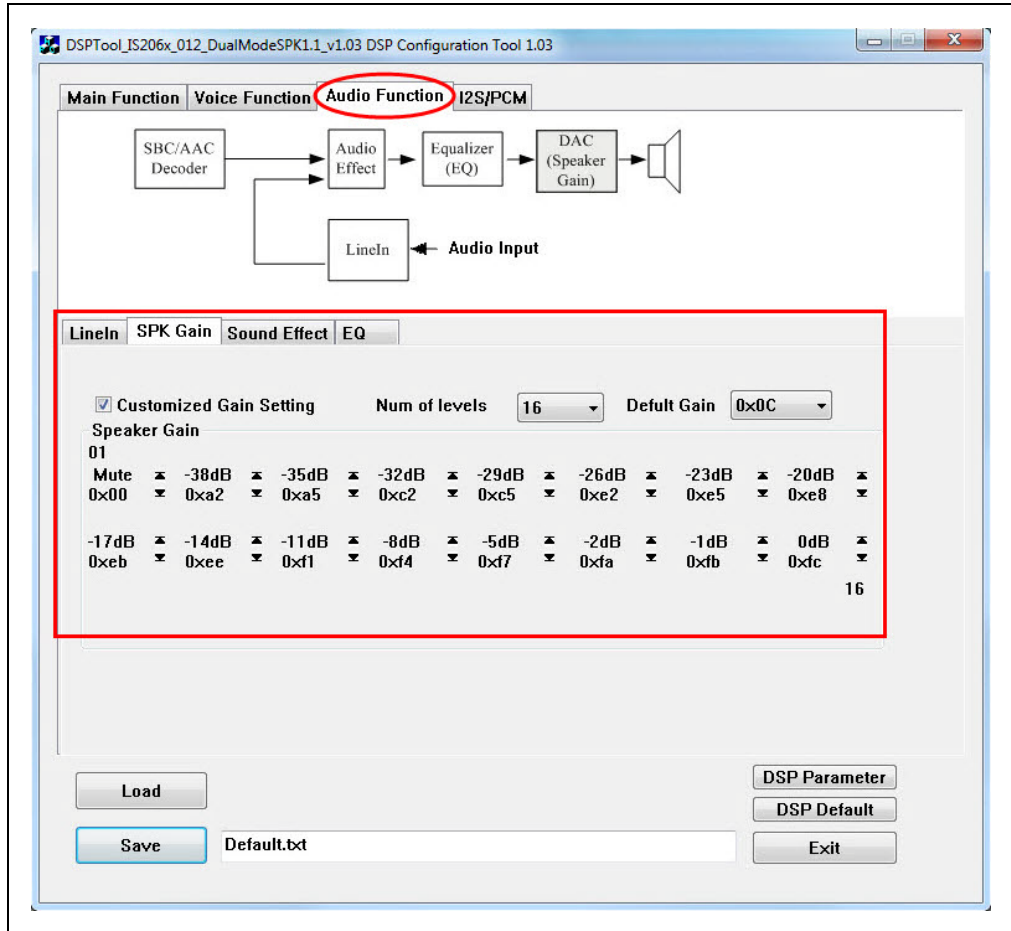 DSPTool_IS206x_012_DualModeSPK1.1_v1.03 DSP Configuration Tool 1.03
Main Function Voice Function Audio Function I2S/PCM
SBC/AAC
Decoder
Audio
Effect
Equalizer
(EQ)
DAC
(Speaker
Gain)
LineIn
Audio Input
LineIn SPK Gain Sound Effect EQ
Customized Gain Setting Num of levels 16 Defult Gain 0x0C
Speaker Gain
01
Mute -38dB -35dB -32dB -29dB -26dB -23dB -20dB
0x00 0xa2 0xa5 0xc2 0xc5 0xe2 0xe5 0xe8
-17dB -14dB -11dB -8dB -5dB -2dB -1dB 0dB
0xeb 0xee 0xf1 0xf4 0xf7 0xfa 0xfb 0xfc
16
Load
DSP Parameter
DSP Default
Save Default.txt Exit